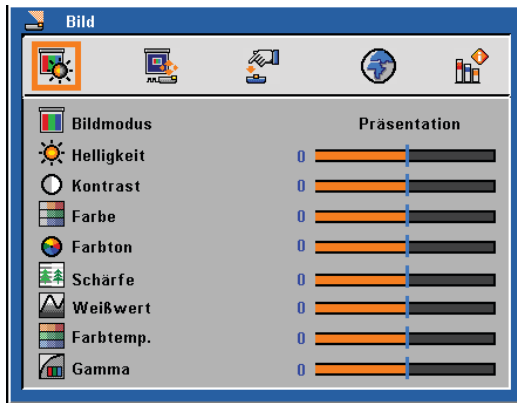 Bild
Bildmodus Präsentation
Helligkeit 0
Kontrast 0
Farbe 0
Farbton 0
Schärfe 0
Weißwert 0
Farbtemp. 0
Gamma 0